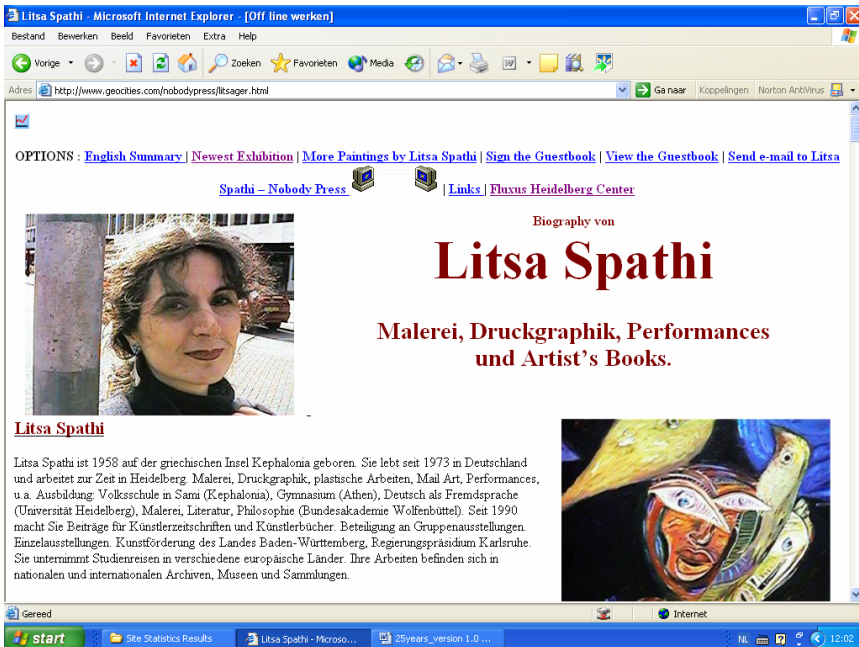 Litsa Spathi - Microsoft Internet Explorer - [Off line werken]
Bestand Bewerken Beeld Favorieten Extra Help
Vorige Zoeken Favorieten Media
Adres http://www.geocities.com/nobodypress/litsager.html Ga naar Koppelingen Norton AntiVirus
OPTIONS : English Summary | Newest Exhibition | More Paintings by Litsa Spathi | Sign the Guestbook | View the Guestbook | Send e-mail to Litsa
Spathi – Nobody Press | Links | Fluxus Heidelberg Center
Biography von
Litsa Spathi
Malerei, Druckgraphik, Performances
und Artist's Books.
Litsa Spathi
Litsa Spathi ist 1958 auf der griechischen Insel Kephalonia geboren. Sie lebt seit 1973 in Deutschland
und arbeitet zur Zeit in Heidelberg. Malerei, Druckgraphik, plastische Arbeiten, Mail Art, Performances,
u.a. Ausbildung: Volksschule in Sami (Kephalonia), Gymnasium (Athen), Deutsch als Fremdsprache
(Universität Heidelberg), Malerei, Literatur, Philosophie (Bundesakademie Wolfenbüttel). Seit 1990
macht Sie Beiträge für Künstlerzeitschriften und Künstlerbücher. Beteiligung an Gruppenausstellungen.
Einzelausstellungen. Kunstförderung des Landes Baden-Württemberg, Regierungspräsidium Karlsruhe.
Sie unternimmt Studienreisen in verschiedene europäische Länder. Ihre Arbeiten befinden sich in
nationalen und internationalen Archiven, Museen und Sammlungen.
Gereed Internet
start Site Statistics Results Litsa Spathi - Microso... 25years_version 1.0 ... NL 12:02